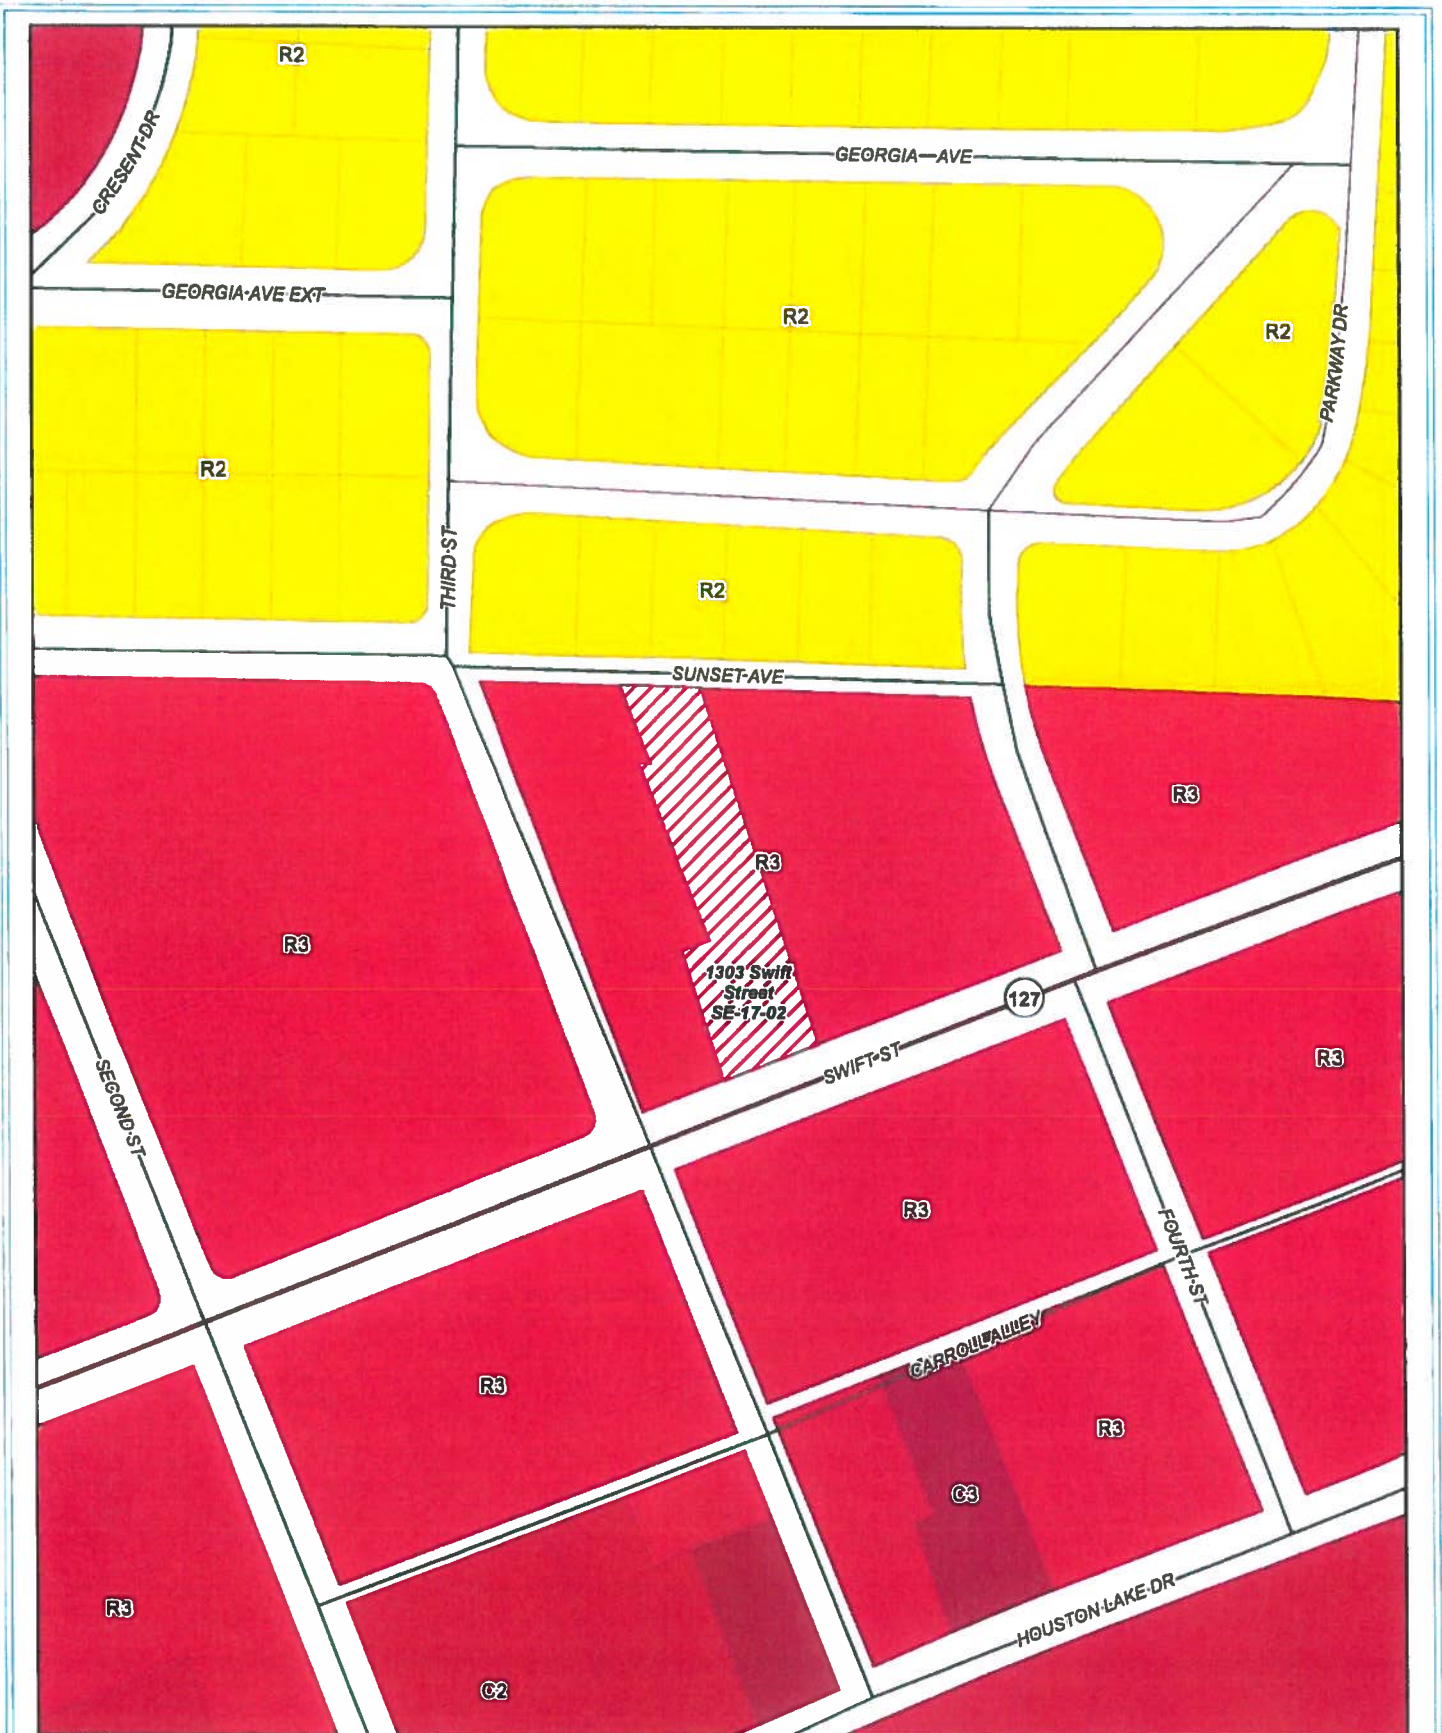 R2
CRESENT DR
GEORGIA AVE
GEORGIA AVE EXT
R2
R2
PARKWAY DR
R2
THIRD ST
R2
SUNSET AVE
R3
R3
R3
1303 Swift
Street
SE-17-02
127
SWIFT ST
R3
SECOND ST
R3
FOURTH ST
CARROLL ALLEY
R3
R3
C3
HOUSTON LAKE DR
R3
C2